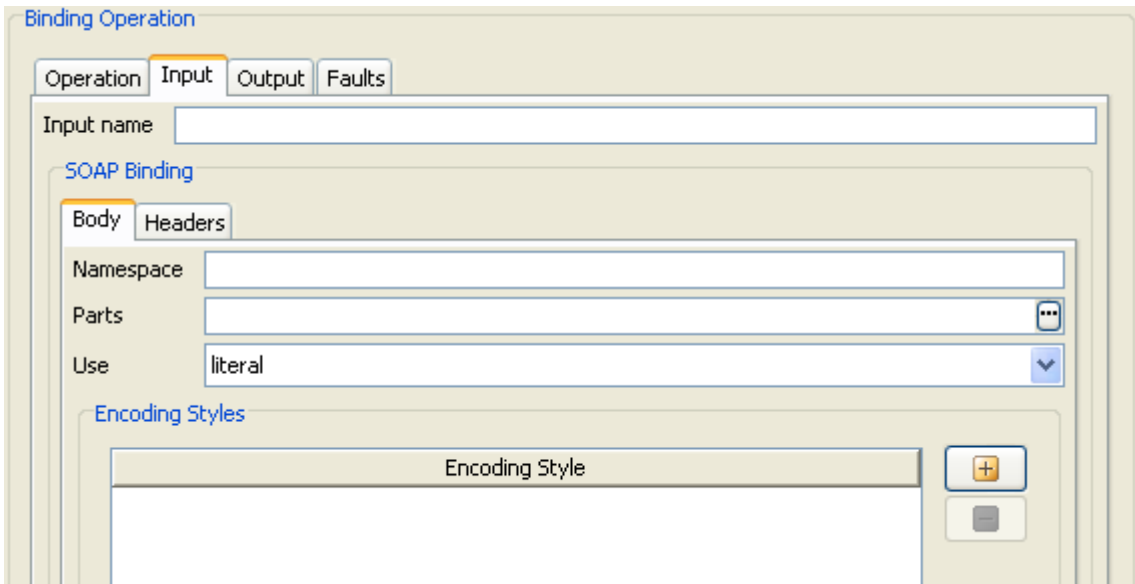 Binding Operation
Operation Input Output Faults
Input name
SOAP Binding
Body Headers
Namespace
Parts
Use literal
Encoding Styles
Encoding Style